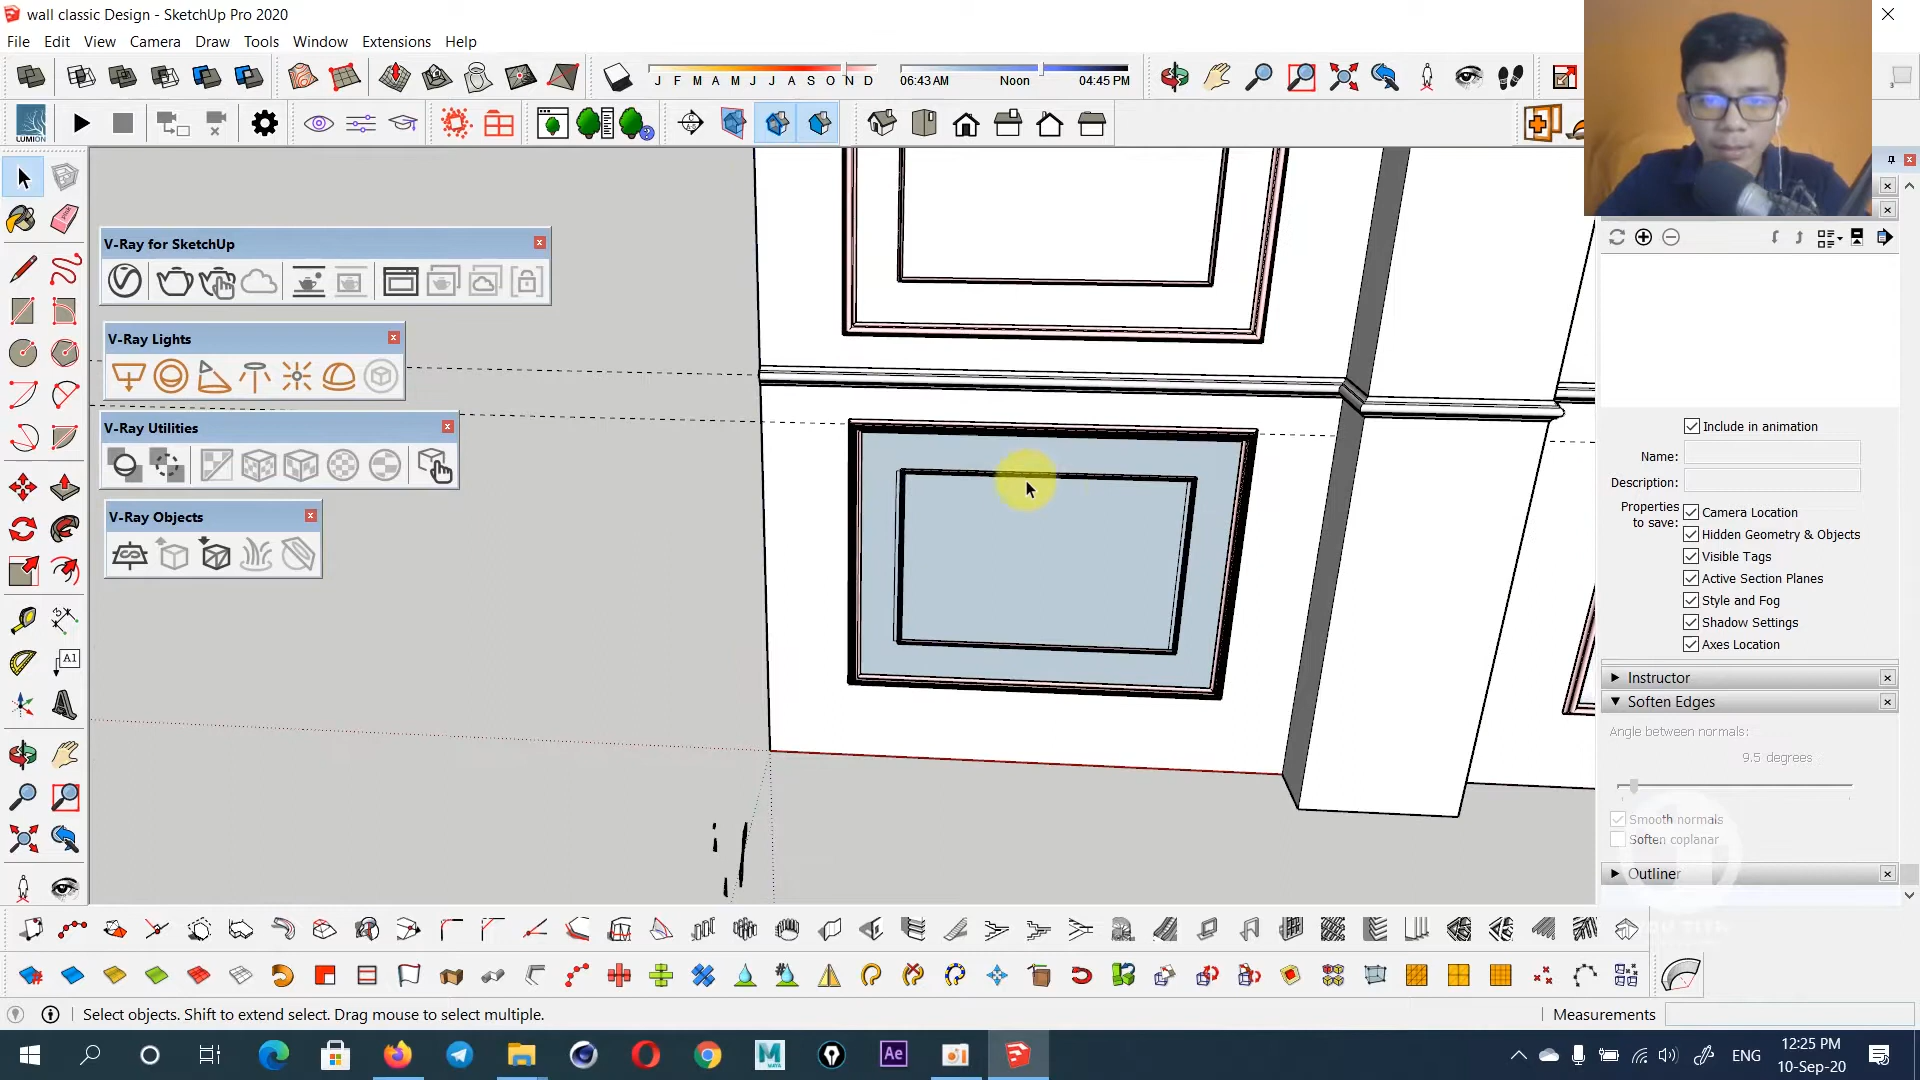 wall classic Design - SketchUp Pro 2020
File Edit View Camera Draw Tools Window Extensions Help
J F M A M J J A S O N D 06:43 AM Noon 04:45 PM
LUMION
V-Ray for SketchUp
V-Ray Lights
V-Ray Utilities
V-Ray Objects
A1
Include in animation
Name:
Description:
Properties to save:
Camera Location
Hidden Geometry & Objects
Visible Tags
Active Section Planes
Style and Fog
Shadow Settings
Axes Location
Instructor
Soften Edges
Angle between normals:
9.5 degrees
Smooth normals
Soften coplanar
Outliner
Select objects. Shift to extend select. Drag mouse to select multiple.
Measurements
MAYA
Ae
ENG
12:25 PM
10-Sep-20